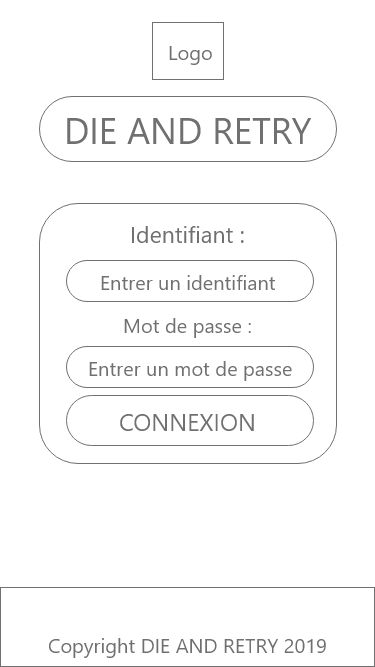 Logo
DIE AND RETRY
Identifiant :
Entrer un identifiant
Mot de passe :
Entrer un mot de passe
CONNEXION
Copyright DIE AND RETRY 2019